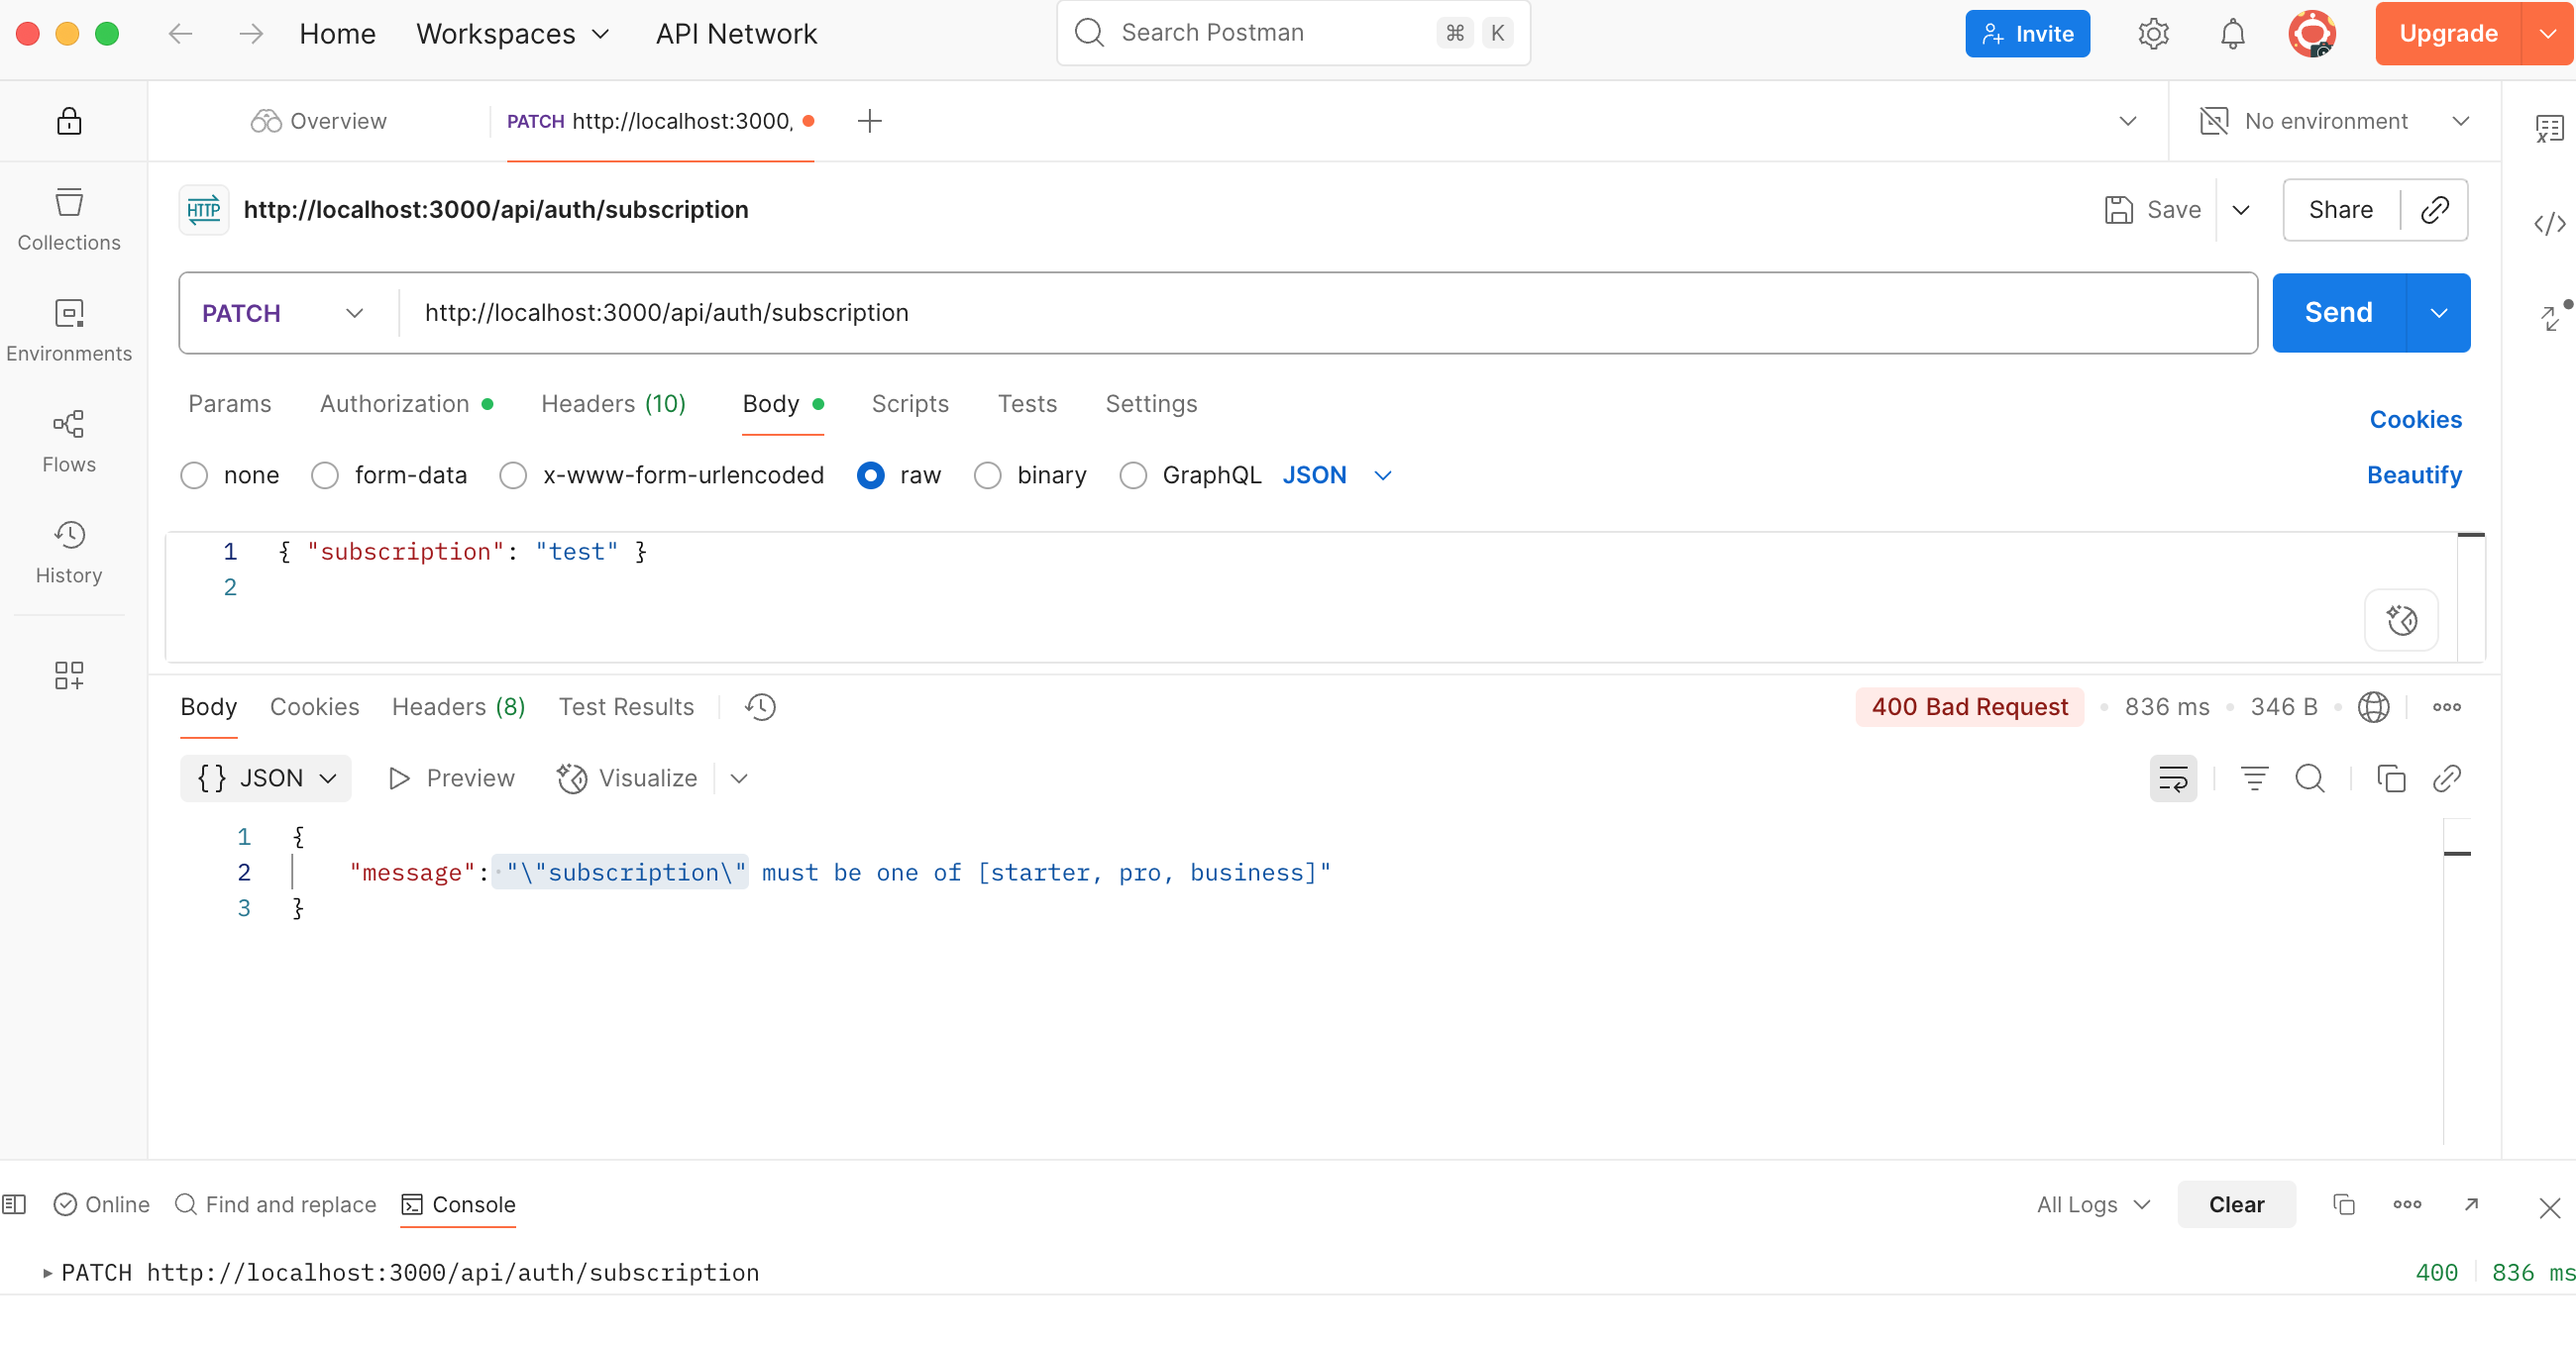 Home Workspaces API Network Search Postman ⌘ K Invite Upgrade
Overview PATCH http://localhost:3000, No environment
HTTP http://localhost:3000/api/auth/subscription Save Share
PATCH http://localhost:3000/api/auth/subscription Send
Params Authorization Headers (10) Body Scripts Tests Settings Cookies
none form-data x-www-form-urlencoded raw binary GraphQL JSON Beautify
1 { "subscription": "test" }
2
Collections
Environments
Flows
History
Body Cookies Headers (8) Test Results 400 Bad Request 836 ms 346 B
{} JSON Preview Visualize
1 {
2 "message": "\"subscription\" must be one of [starter, pro, business]"
3 }
Online Find and replace Console All Logs Clear
PATCH http://localhost:3000/api/auth/subscription 400 836 ms